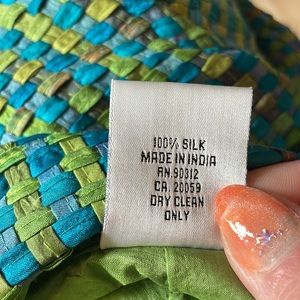 100% SILK
MADE IN INDIA
RN.90312
CA. 20059
DRY CLEAN
ONLY